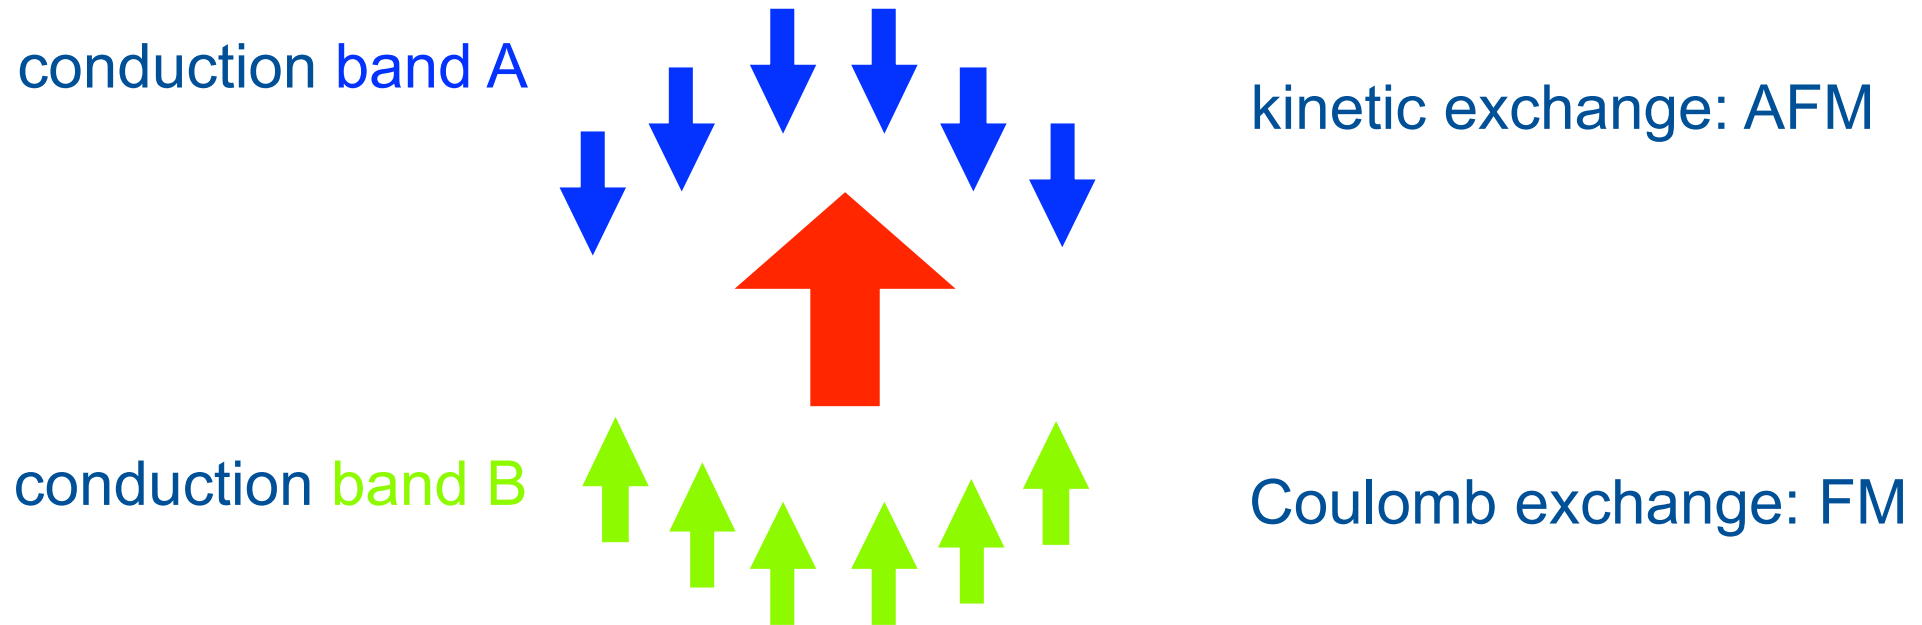 conduction band A
kinetic exchange: AFM
conduction band B
Coulomb exchange: FM